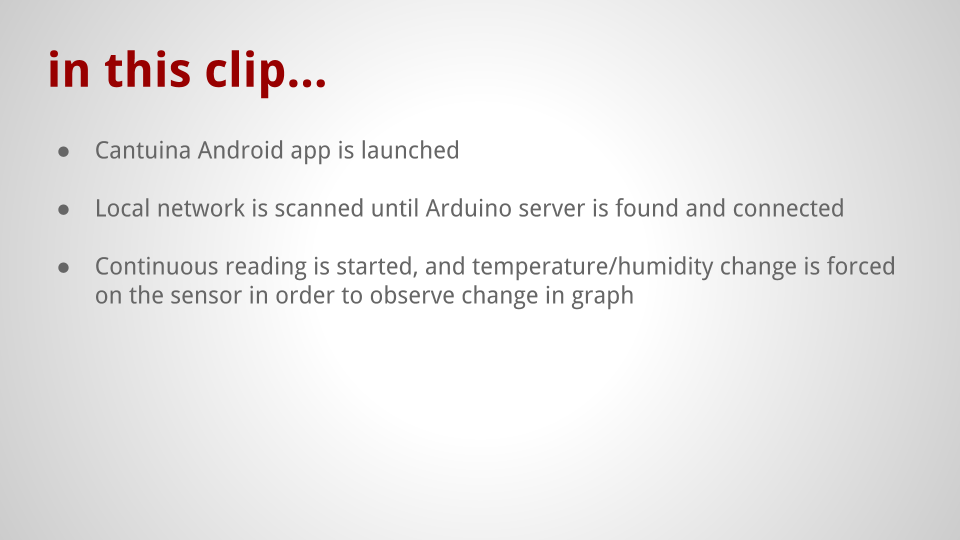 in this clip...
● Cantuina Android app is launched
● Local network is scanned until Arduino server is found and connected
● Continuous reading is started, and temperature/humidity change is forced
on the sensor in order to observe change in graph